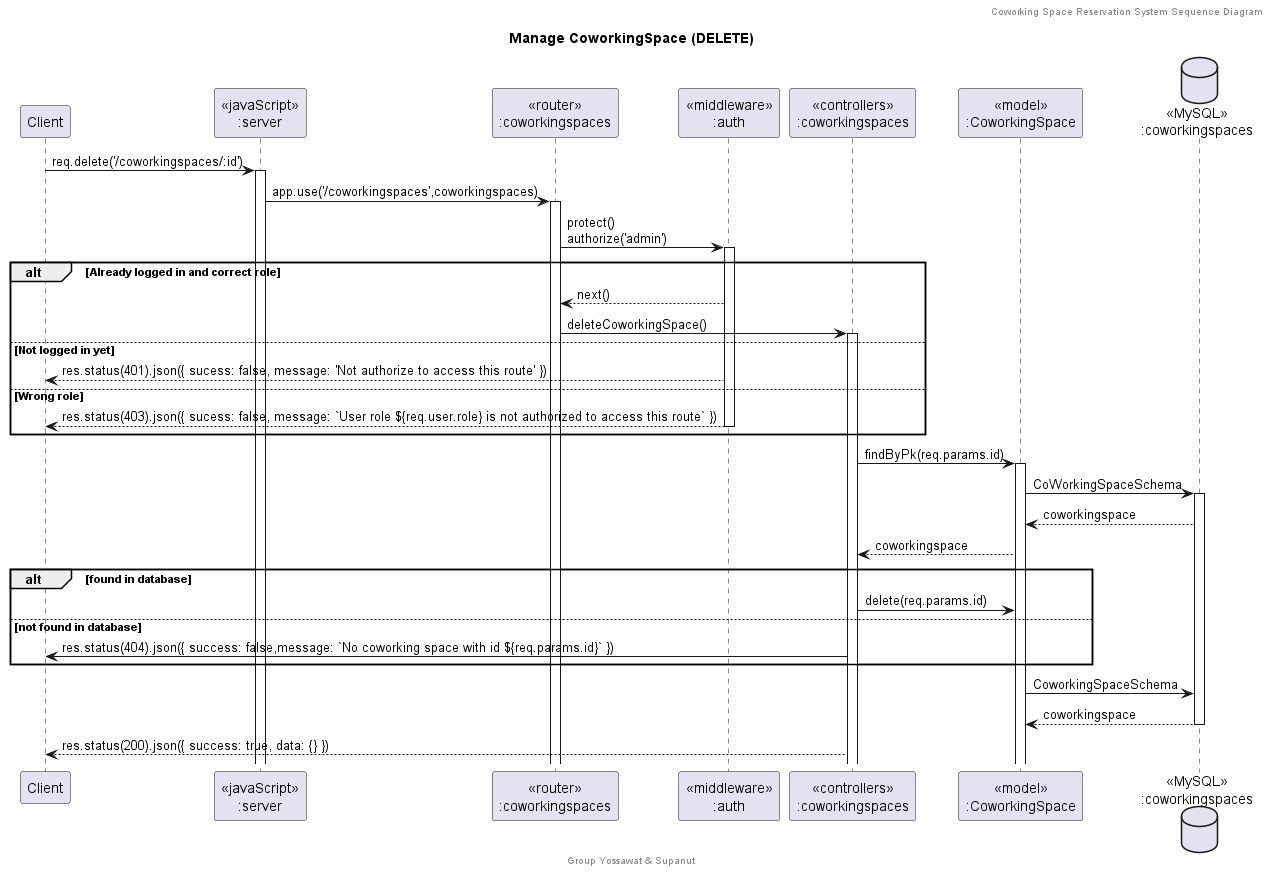 Coworking Space Reservation System Sequence Diagram
Manage CoworkingSpace (DELETE)
Client
«javaScript»
:server
«router»
:coworkingspaces
«middleware»
:auth
«controllers»
:coworkingspaces
«model»
:CoworkingSpace
«MySQL»
:coworkingspaces
req.delete('/coworkingspaces/:id')
app.use('/coworkingspaces',coworkingspaces)
protect()
authorize('admin')
alt [Already logged in and correct role]
next()
deleteCoworkingSpace()
[Not logged in yet]
res.status(401).json({ sucess: false, message: 'Not authorize to access this route' })
[Wrong role]
res.status(403).json({ sucess: false, message: `User role ${req.user.role} is not authorized to access this route` })
findByPk(req.params.id)
CoWorkingSpaceSchema
coworkingspace
coworkingspace
alt [found in database]
delete(req.params.id)
[not found in database]
res.status(404).json({ success: false,message: `No coworking space with id ${req.params.id}` })
CoworkingSpaceSchema
coworkingspace
res.status(200).json({ success: true, data: {} })
Client
«javaScript»
:server
«router»
:coworkingspaces
«middleware»
:auth
«controllers»
:coworkingspaces
«model»
:CoworkingSpace
«MySQL»
:coworkingspaces
Group Yossawat & Supanut